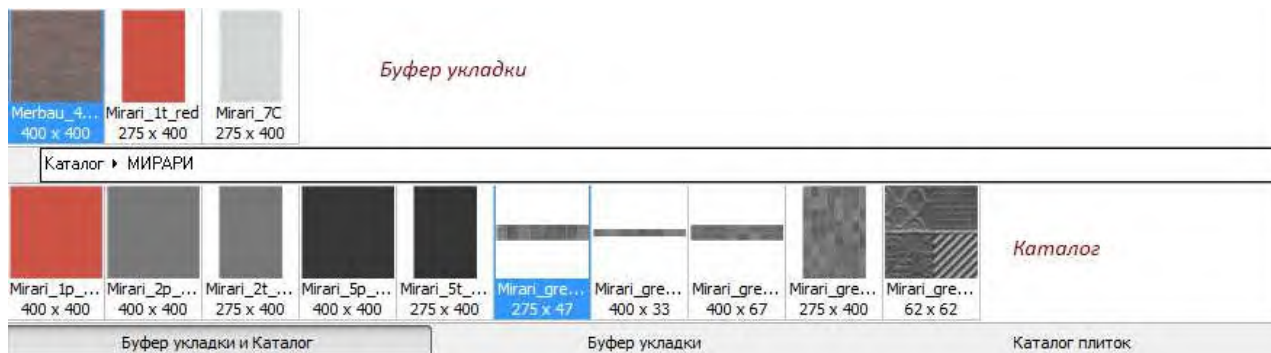 Буфер укладки
Merbau_4... Mirari_1t_red Mirari_7C
400 x 400 275 x 400 275 x 400
Каталог ▸ МИРАРИ
Каталог
Mirari_1p_... Mirari_2p_... Mirari_2t_... Mirari_5p_... Mirari_5t_... Mirari_gre... Mirari_gre... Mirari_gre... Mirari_gre... Mirari_gre...
400 x 400 400 x 400 275 x 400 400 x 400 275 x 400 275 x 47 400 x 33 400 x 67 275 x 400 62 x 62
Буфер укладки и Каталог Буфер укладки Каталог плиток